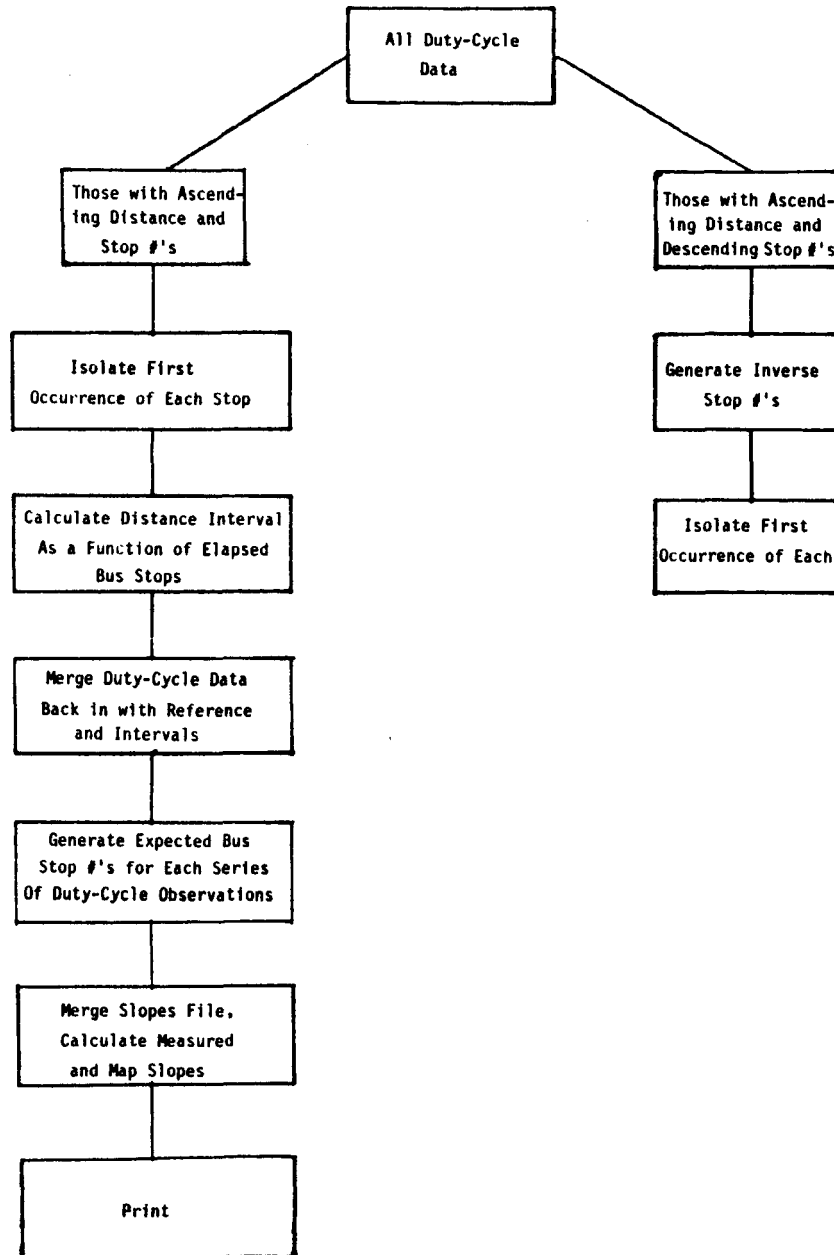 All Duty-Cycle
Data
Those with Ascend-
ing Distance and
Stop #'s
Isolate First
Occurrence of Each Stop
Calculate Distance Interval
As a Function of Elapsed
Bus Stops
Merge Duty-Cycle Data
Back in with Reference
and Intervals
Generate Expected Bus
Stop #'s for Each Series
Of Duty-Cycle Observations
Merge Slopes File,
Calculate Measured
and Map Slopes
Print
Those with Ascend-
ing Distance and
Descending Stop #'s
Generate Inverse
Stop #'s
Isolate First
Occurrence of Each